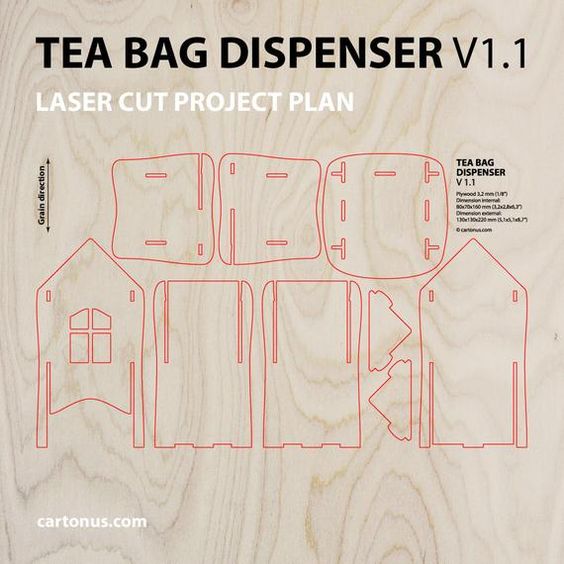 TEA BAG DISPENSER V1.1
LASER CUT PROJECT PLAN
Grain direction
TEA BAG
DISPENSER
V 1.1
Plywood 3,2 mm (1/8")
Dimension internal:
80x70x160 mm (3,2x2,8x6,3")
Dimension external:
130x130x220 mm (5,1x5,1x8,7")
© cartonus.com
cartonus.com